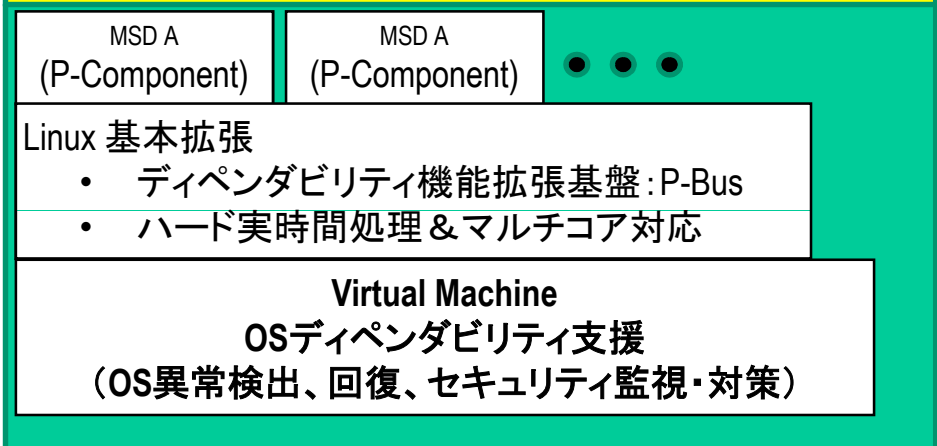 MSD A
(P-Component)
MSD A
(P-Component)
Linux 基本拡張
• ディペンダビリティ機能拡張基盤:P-Bus
• ハード実時間処理&マルチコア対応
Virtual Machine
OSディペンダビリティ支援
(OS異常検出、回復、セキュリティ監視・対策)